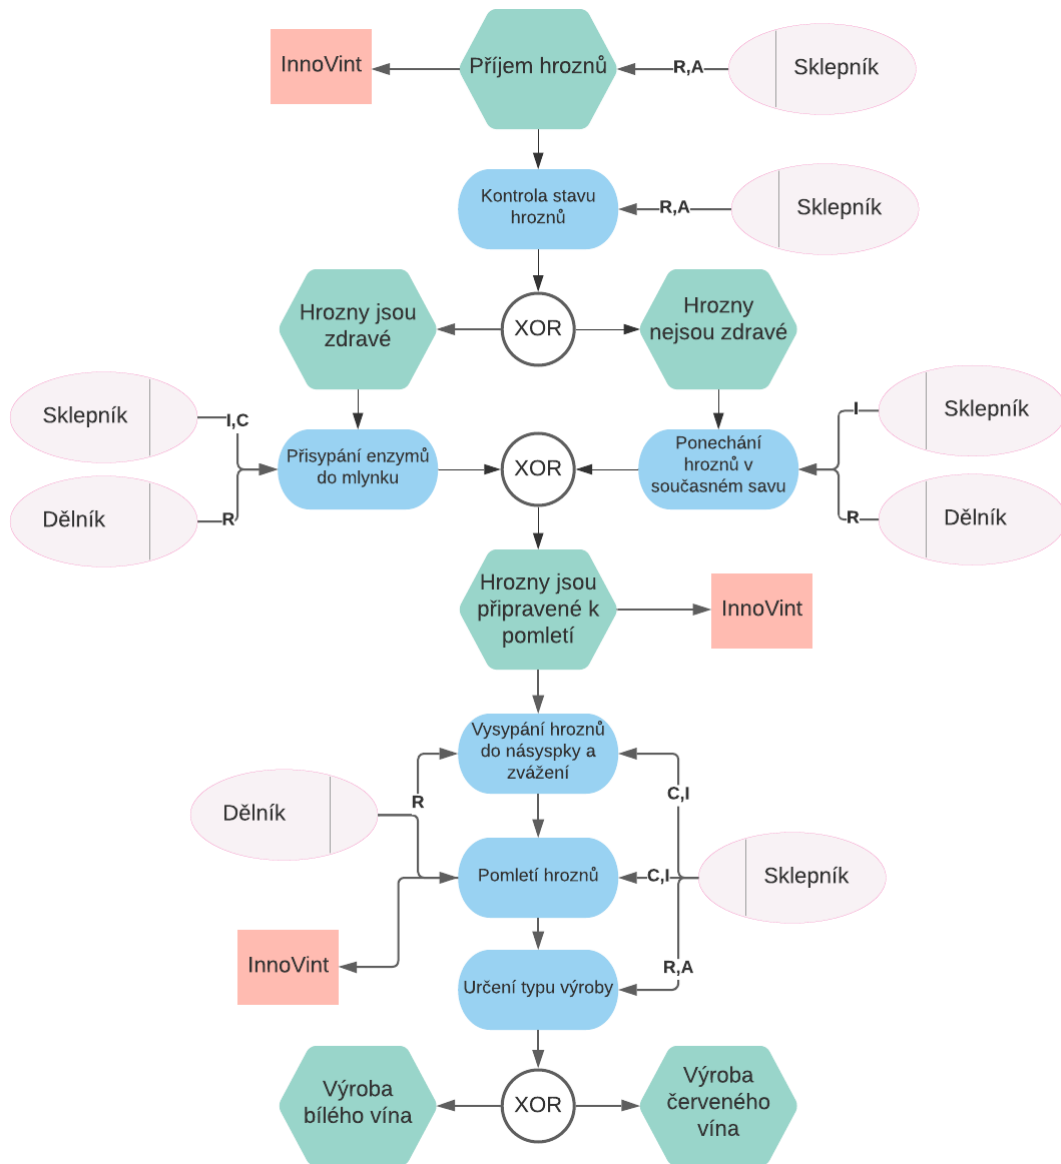 InnoVint
Příjem hroznů
R,A
Sklepník
Kontrola stavu
hroznů
R,A
Sklepník
Hrozny jsou
zdravé
XOR
Hrozny
nejsou zdravé
Sklepník
I,C
Přisypání enzymů
do mlynku
XOR
Ponechání
hroznů v
současném savu
I
Sklepník
Dělník
R
R
Dělník
Hrozny jsou
připravené k
pomletí
InnoVint
Vysypání hroznů
do násyspky a
zvážení
Dělník
R
C,I
Pomletí hroznů
C,I
Sklepník
InnoVint
Určení typu výroby
R,A
Výroba
bílého vína
XOR
Výroba
červeného
vína